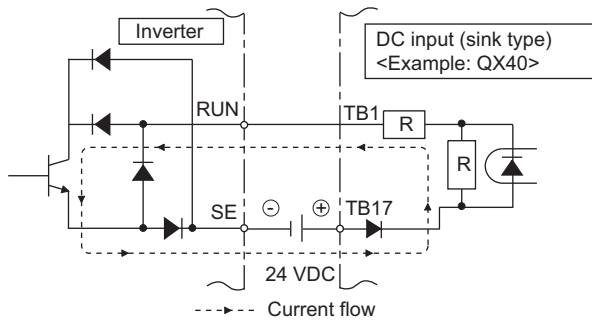 Inverter
DC input (sink type)
<Example: QX40>
RUN
TB1
R
R
SE
⊖
⊕
TB17
24 VDC
Current flow